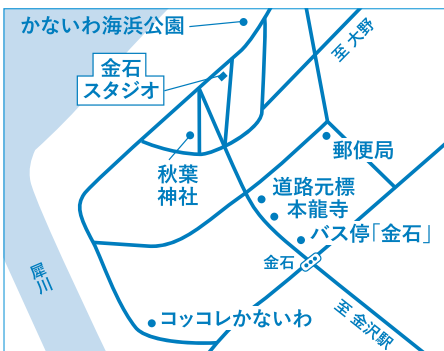 かないわ海浜公園
至 大野
金石
スタジオ
郵便局
秋葉
神社
道路元標
本龍寺
バス停「金石」
金石
犀川
コッコレかないわ
至 金沢駅